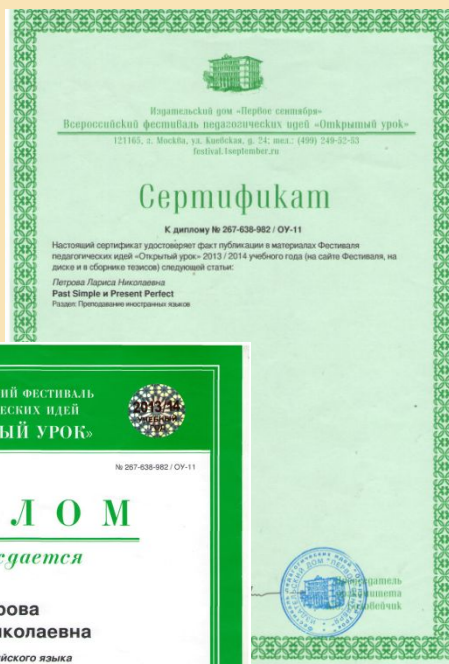 Издательский дом «Первое сентября»
Всероссийский фестиваль педагогических идей «Открытый урок»
121165, г. Москва, ул. Киевская, д. 24; тел.: (499) 249-52-53
festival.1september.ru
Сертификат
К диплому № 267-638-982 / ОУ-11
Настоящий сертификат удостоверяет факт публикации в материалах Фестиваля
педагогических идей «Открытый урок» 2013 / 2014 учебного года (на сайте Фестиваля, на
диске и в сборнике тезисов) следующей статьи:
Петрова Лариса Николаевна
Past Simple и Present Perfect
Раздел: Преподавание иностранных языков
ИЙ ФЕСТИВАЛЬ
ЕСКИХ ИДЕЙ
ЫЙ УРОК»
2013/14
№ 267-638-982 / ОУ-11
ЛОМ
ждается
рова
иколаевна
ийского языка